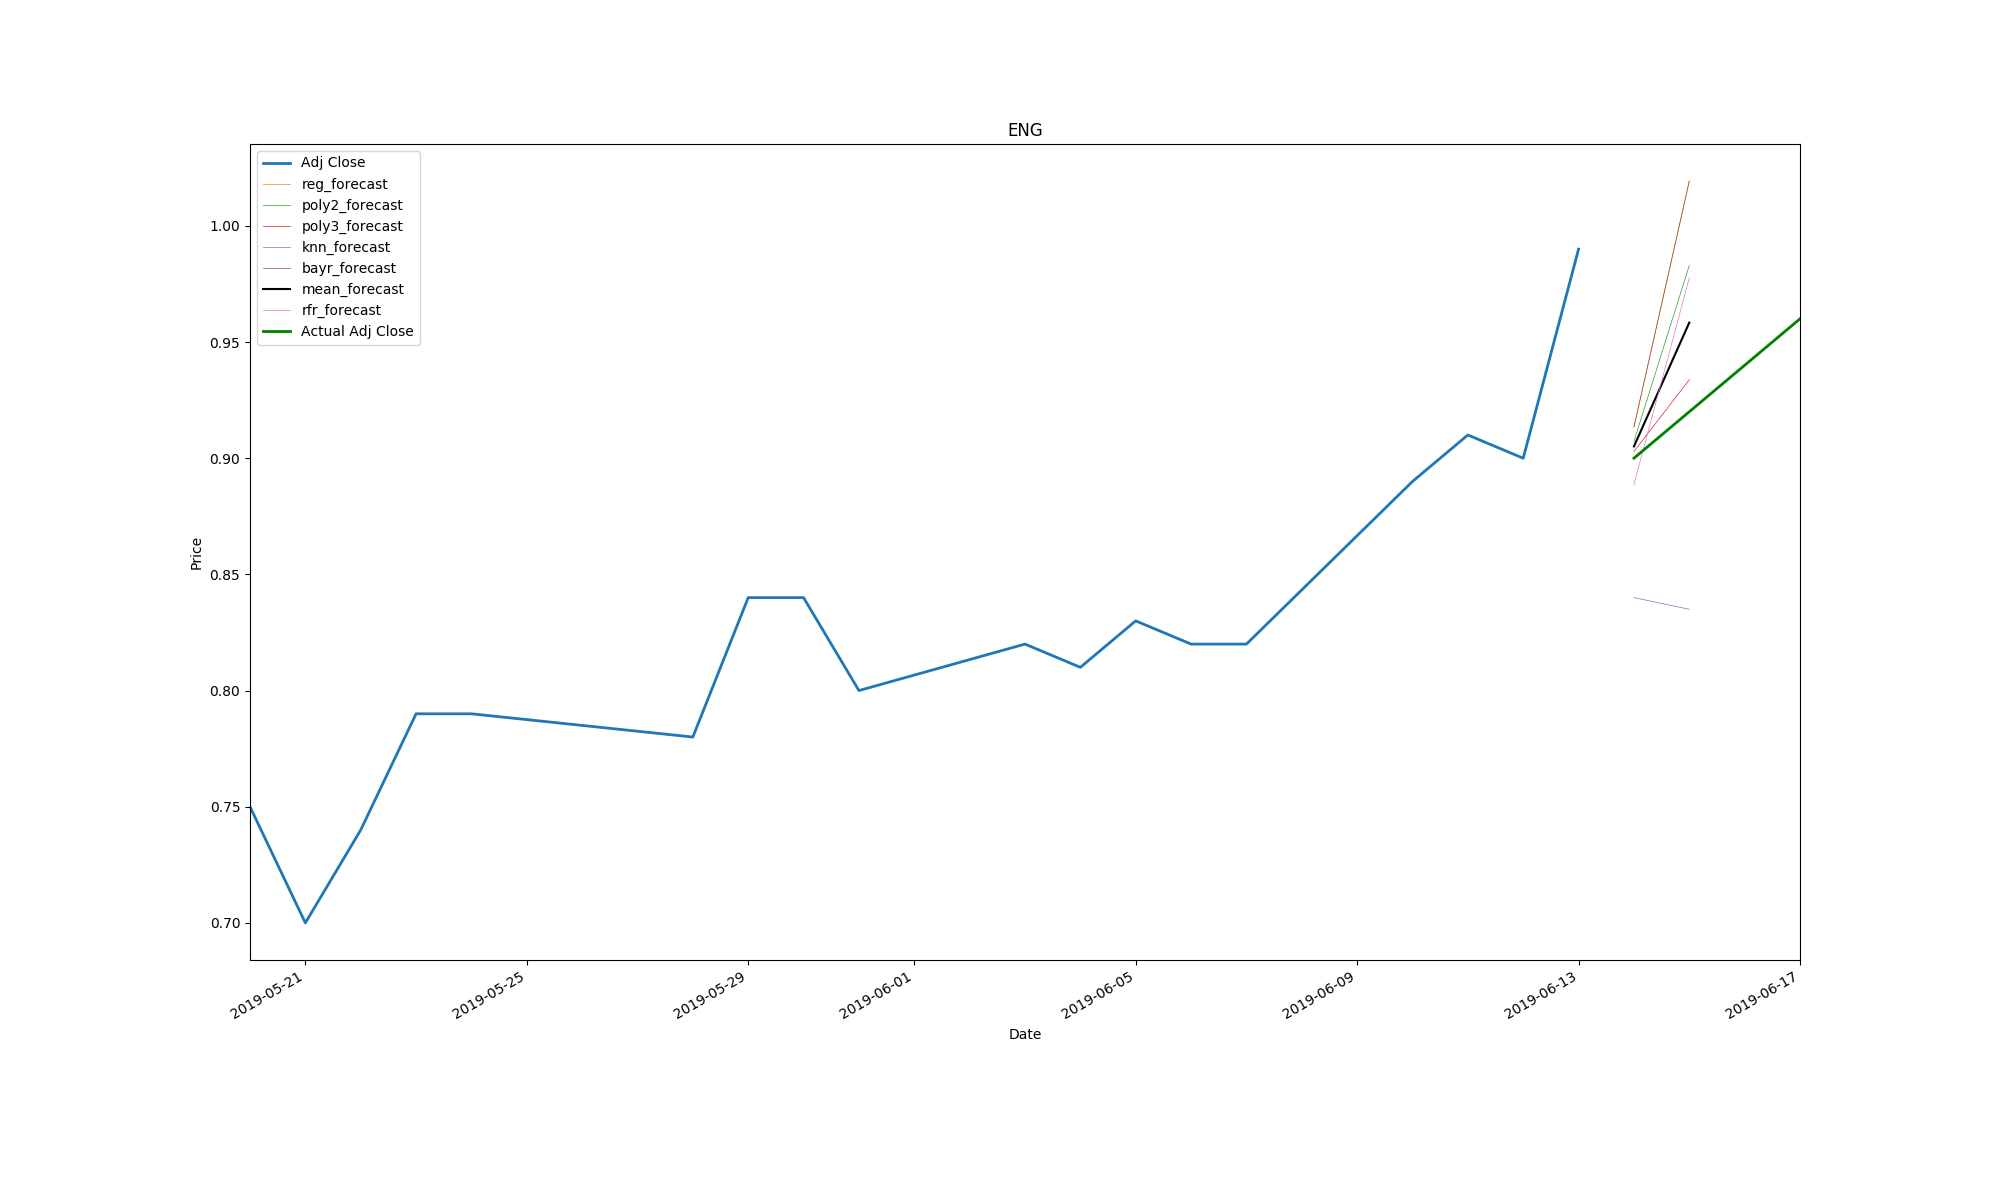 ENG
Adj Close
reg_forecast
poly2_forecast
poly3_forecast
knn_forecast
bayr_forecast
mean_forecast
rfr_forecast
Actual Adj Close
1.00
0.95
0.90
0.85
0.80
0.75
0.70
Price
2019-05-21
2019-05-25
2019-05-29
2019-06-01
2019-06-05
2019-06-09
2019-06-13
2019-06-17
Date